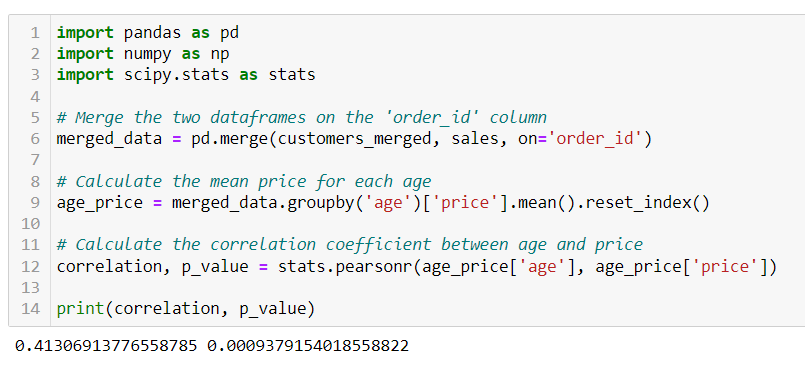 1 import pandas as pd
2 import numpy as np
3 import scipy.stats as stats
4
5 # Merge the two dataframes on the 'order_id' column
6 merged_data = pd.merge(customers_merged, sales, on='order_id')
7
8 # Calculate the mean price for each age
9 age_price = merged_data.groupby('age')['price'].mean().reset_index()
10
11 # Calculate the correlation coefficient between age and price
12 correlation, p_value = stats.pearsonr(age_price['age'], age_price['price'])
13
14 print(correlation, p_value)
0.41306913776558785 0.0009379154018558822